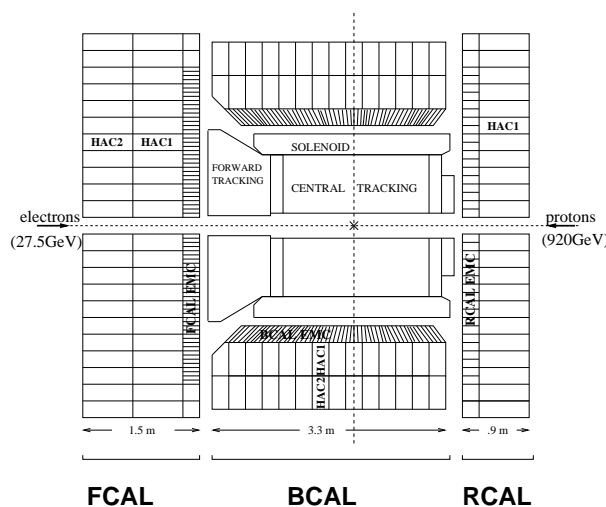 HAC2 HAC1
HAC1
SOLENOID
FORWARD
TRACKING
CENTRAL TRACKING
electrons
(27.5GeV)
protons
(920GeV)
FCAL EMC
RCAL EMC
BCAL EMC
HAC2 HAC1
1.5 m
3.3 m
.9 m
FCAL
BCAL
RCAL